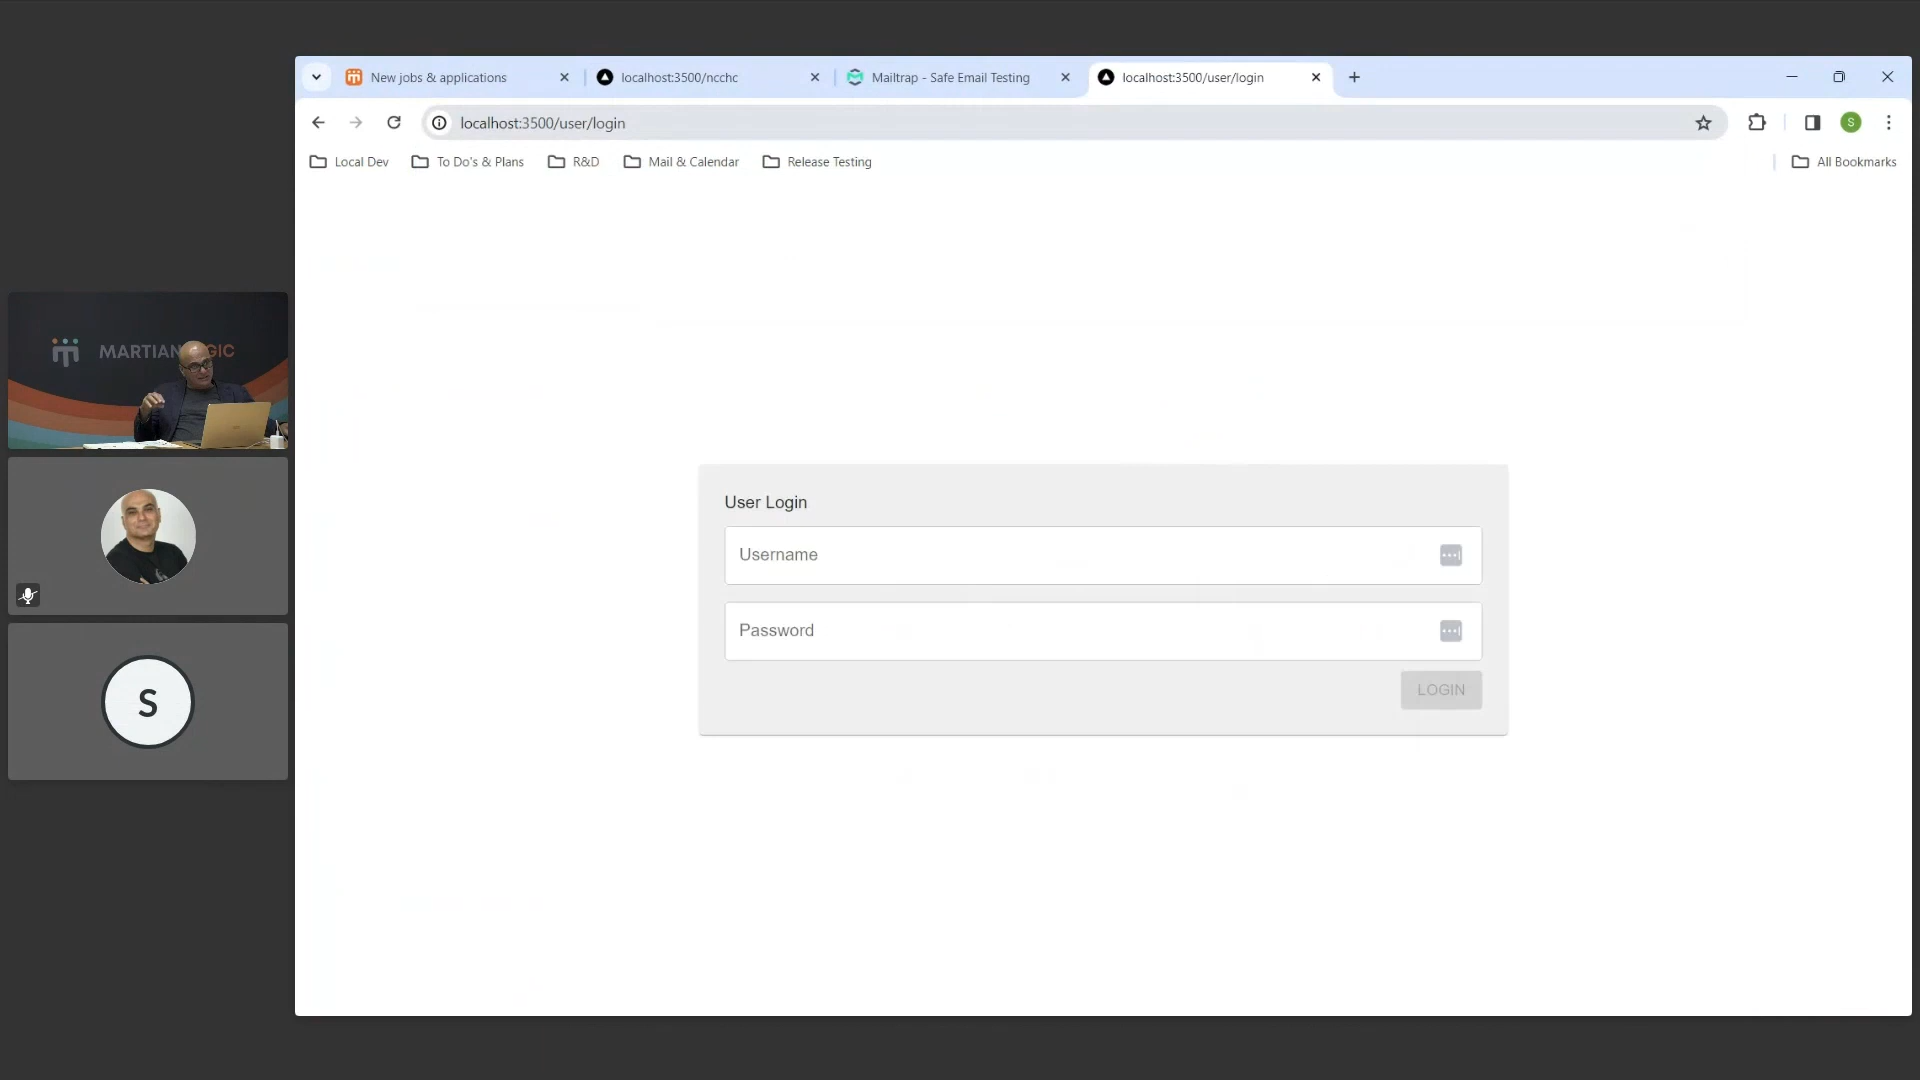 New jobs & applications
localhost:3500/ncchc
Mailtrap - Safe Email Testing
localhost:3500/user/login
localhost:3500/user/login
S
Local Dev
To Do's & Plans
R&D
Mail & Calendar
Release Testing
All Bookmarks
MARTIAN GIC
User Login
Username
Password
LOGIN
S